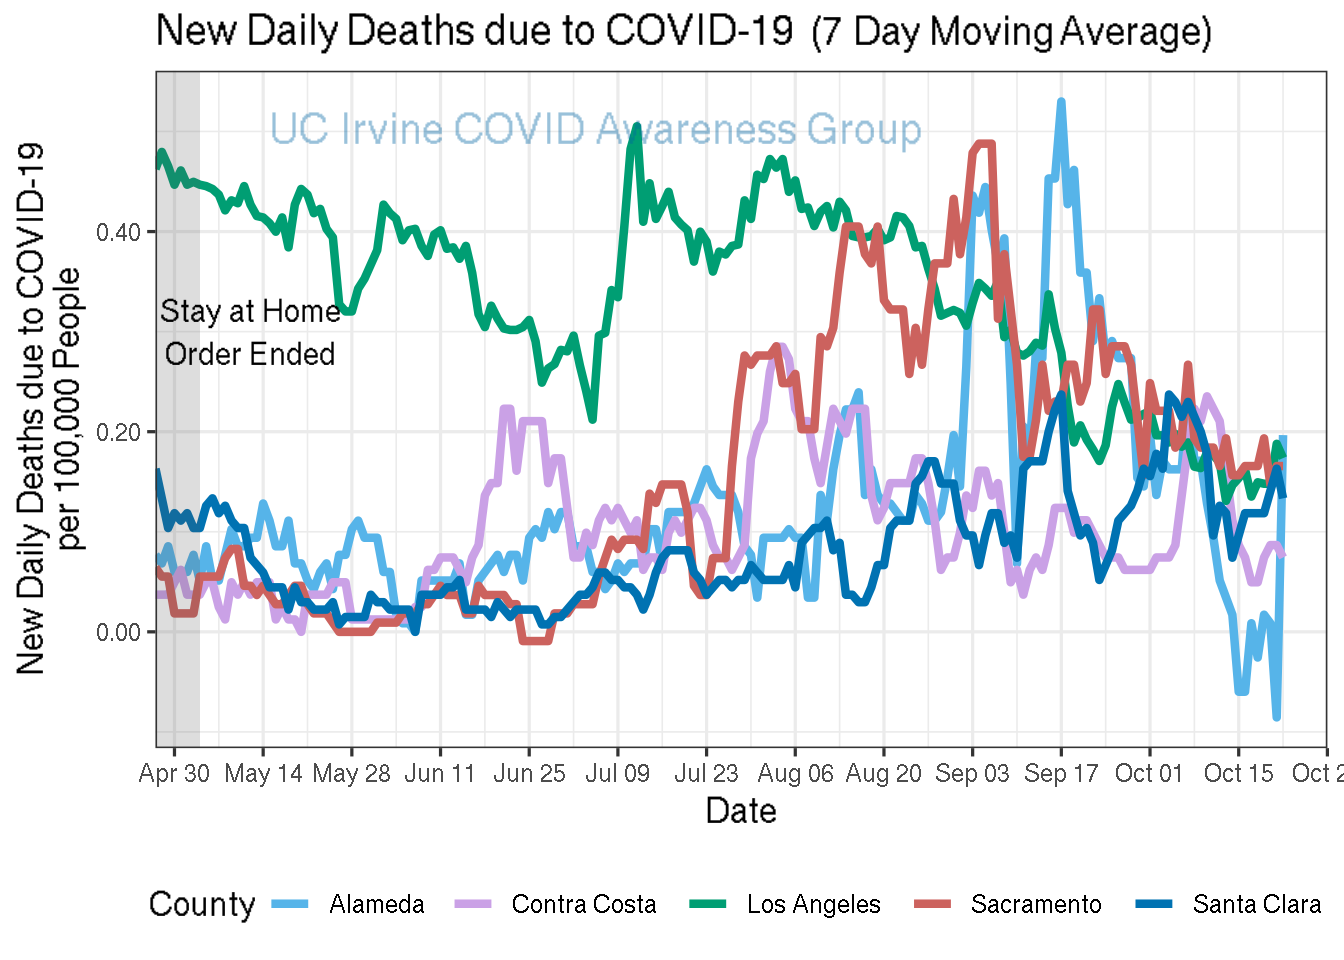 New Daily Deaths due to COVID-19 (7 Day Moving Average)
UC Irvine COVID Awareness Group
New Daily Deaths due to COVID-19
per 100,000 People
0.40
0.20
0.00
Stay at Home
Order Ended
Apr 30 May 14 May 28 Jun 11 Jun 25 Jul 09 Jul 23 Aug 06 Aug 20 Sep 03 Sep 17 Oct 01 Oct 15 Oct 2
Date
County Alameda Contra Costa Los Angeles Sacramento Santa Clara